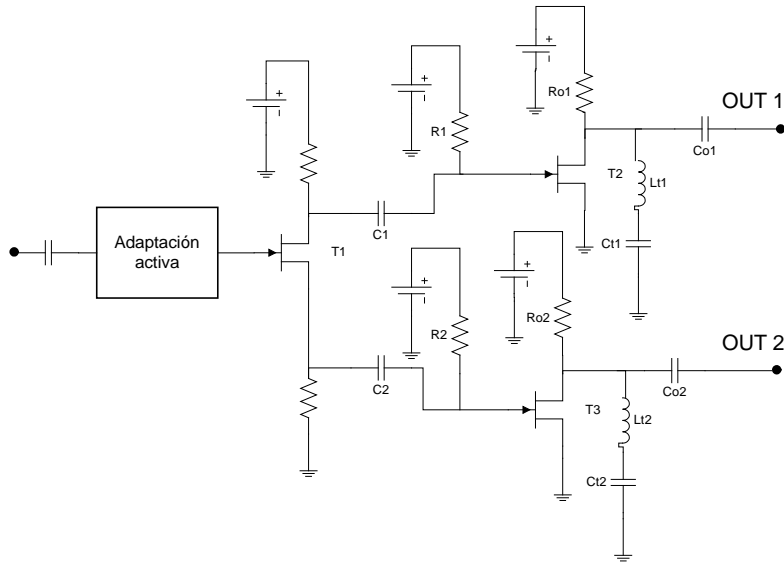 Ro1
OUT 1
R1
Co1
T2
Lt1
Adaptación
activa
T1
C1
Ct1
R2
Ro2
OUT 2
C2
Co2
T3
Lt2
Ct2